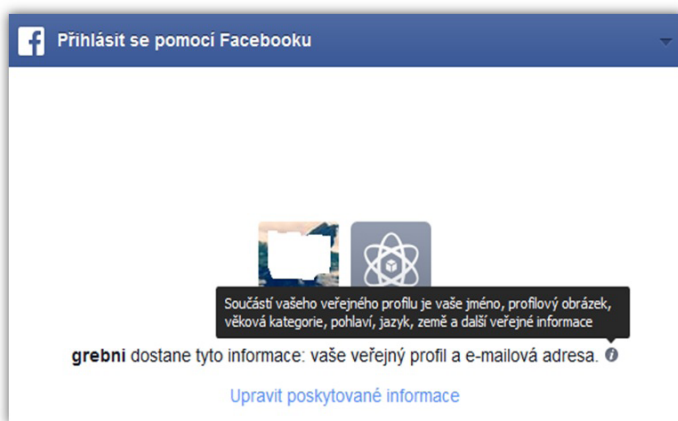 Přihlásit se pomocí Facebooku
Součástí vašeho veřejného profilu je vaše jméno, profilový obrázek,
věková kategorie, pohlaví, jazyk, země a další veřejné informace
grebni dostane tyto informace: vaše veřejný profil a e-mailová adresa.
Upravit poskytované informace